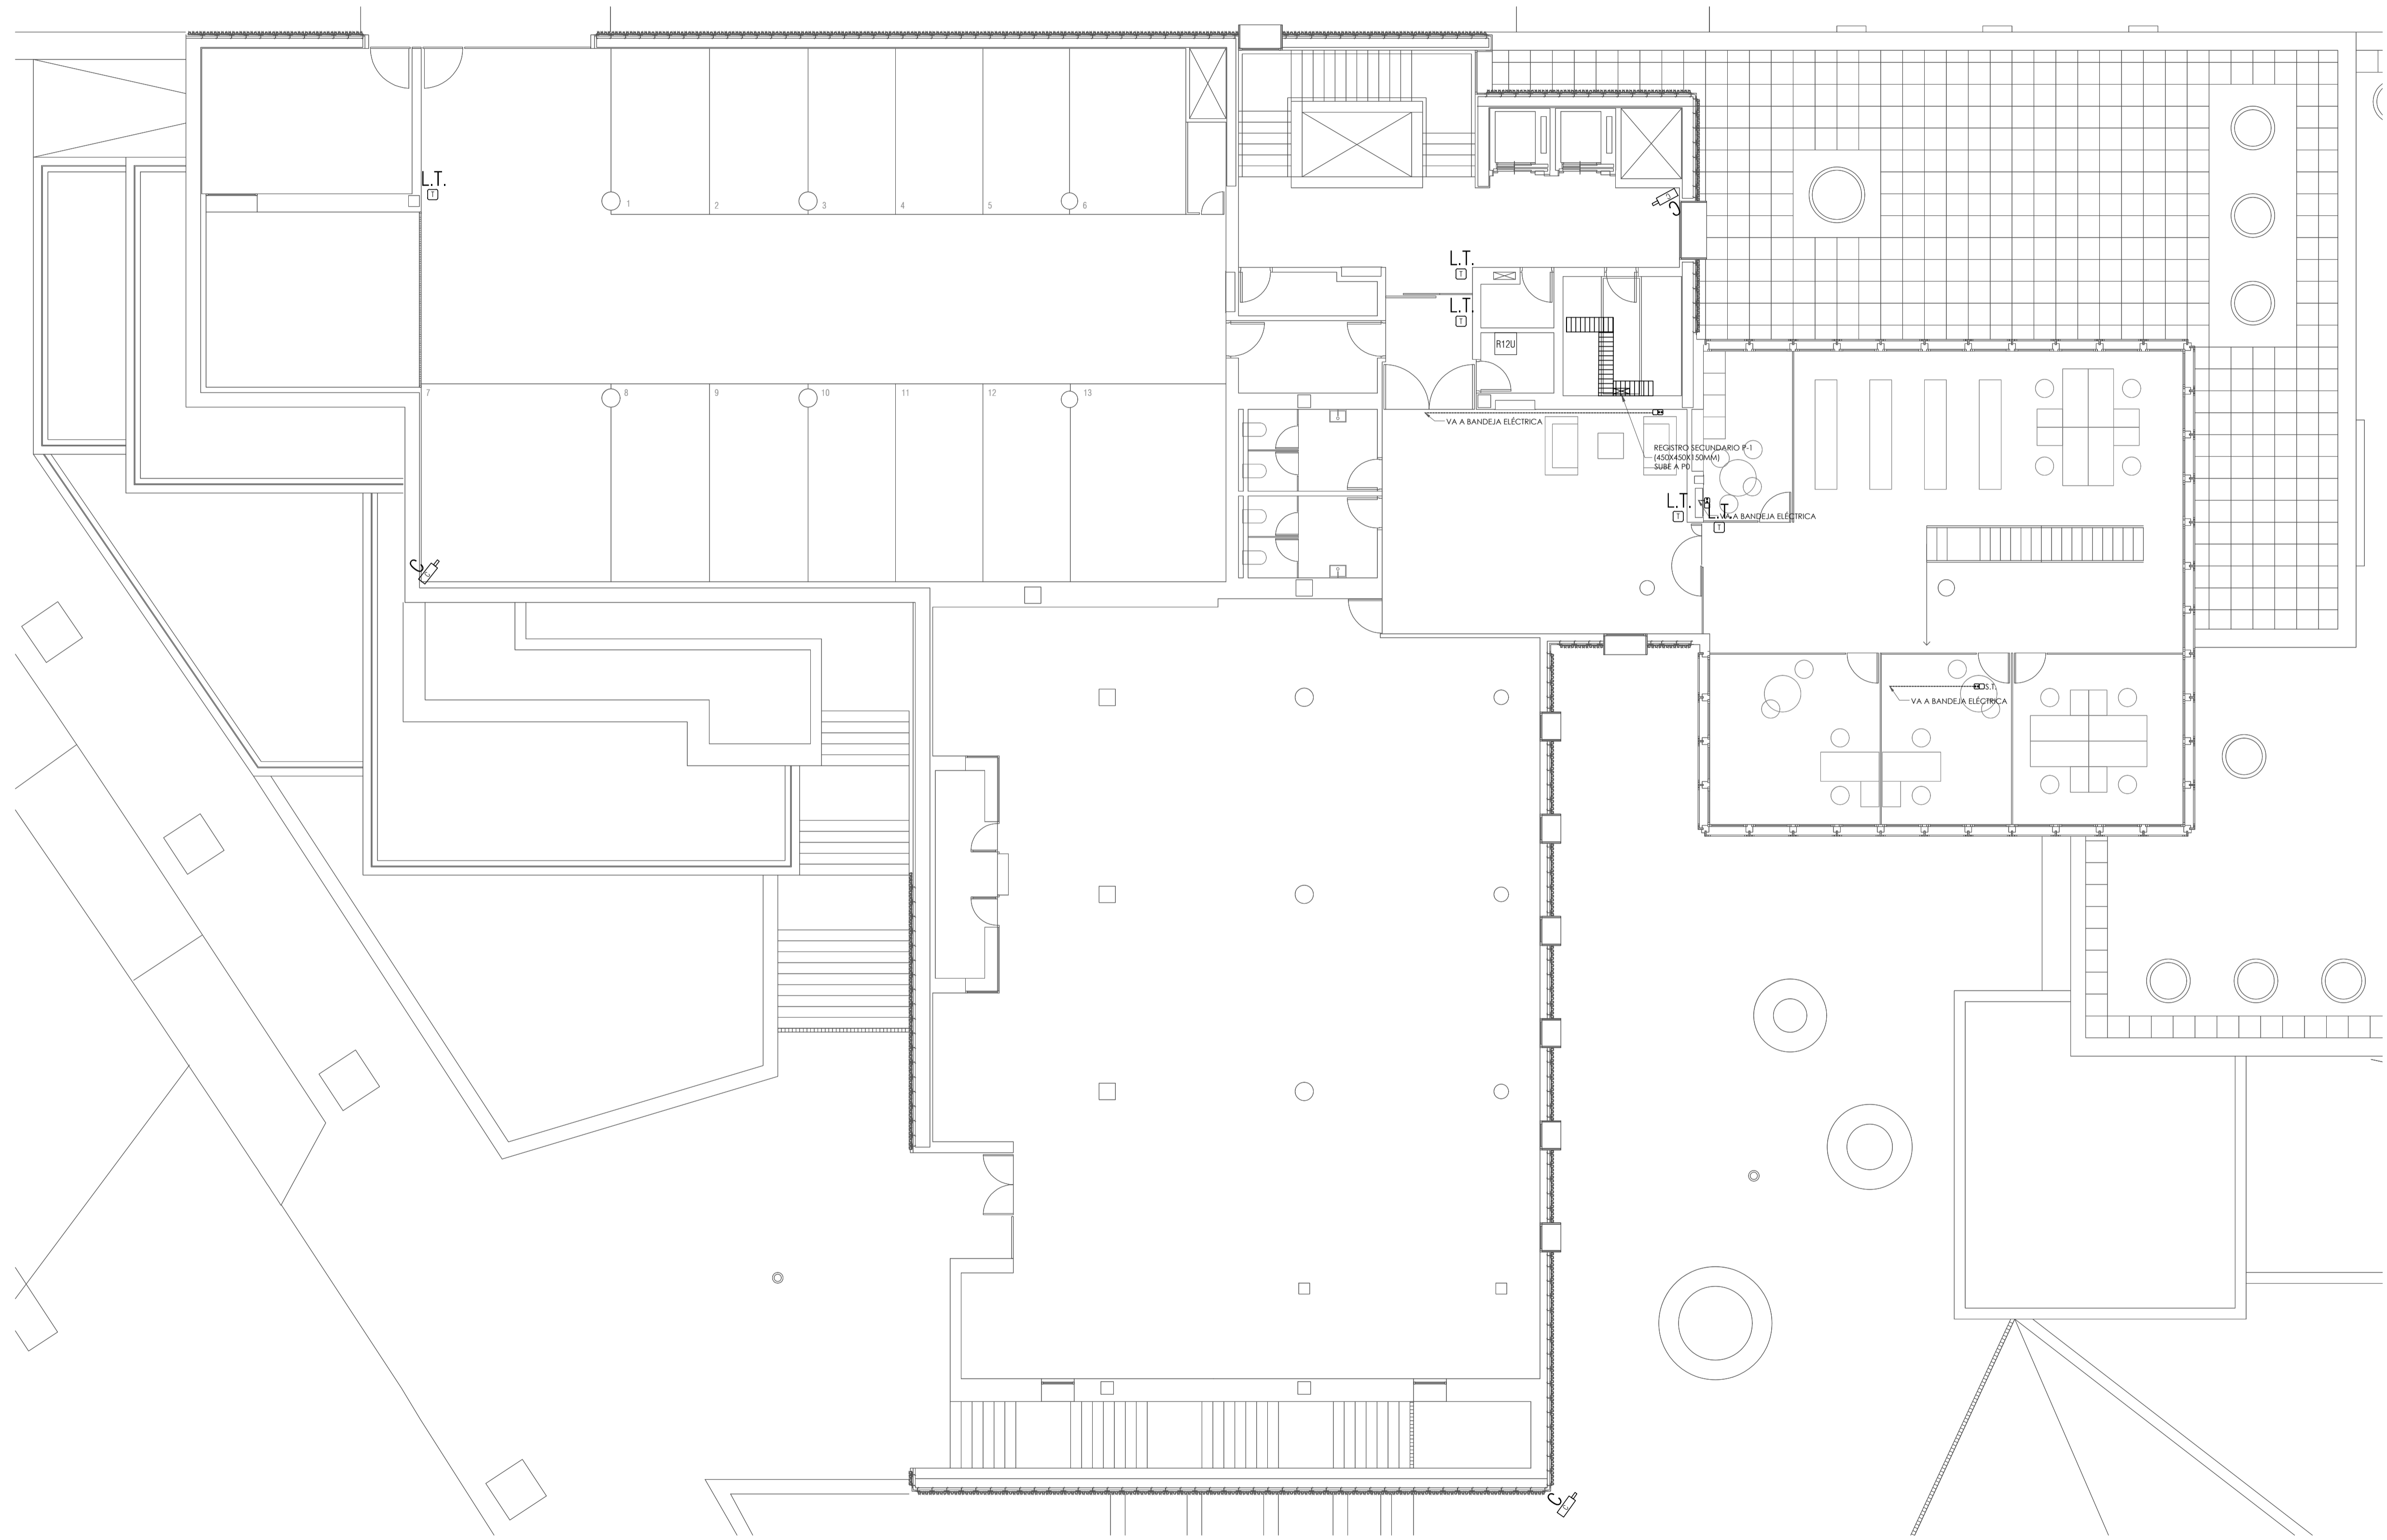 L.T.
T
1
2
3
4
5
6
C
C
L.T.
T
L.T.
T
R12U
7
8
9
10
11
12
13
VA A BANDEJA ELÉCTRICA
REGISTRO SECUNDARIO P-1
(450X450X150MM)
SUBE A P0
L.T.
T
L.T.
T
VA A BANDEJA ELÉCTRICA
C
C
S.T.
VA A BANDEJA ELÉCTRICA
C
C